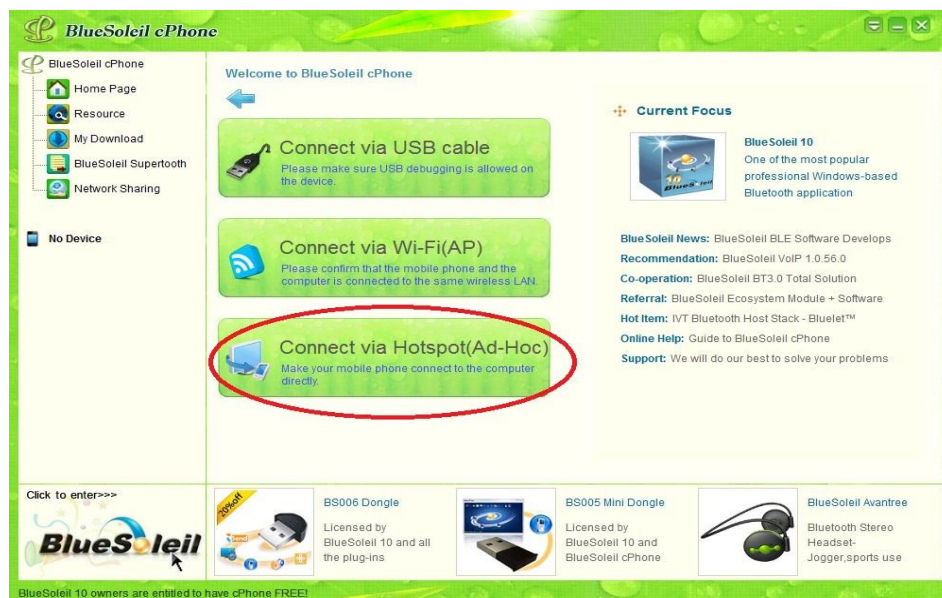 BlueSoleil cPhone
BlueSoleil cPhone
Home Page
Resource
My Download
BlueSoleil Supertooth
Network Sharing
No Device
Welcome to BlueSoleil cPhone
Connect via USB cable
Please make sure USB debugging is allowed on
the device.
Connect via Wi-Fi(AP)
Please confirm that the mobile phone and the
computer is connected to the same wireless LAN.
Connect via Hotspot(Ad-Hoc)
Make your mobile phone connect to the computer
directly.
Current Focus
10
BlueSoleil
BlueSoleil 10
One of the most popular
professional Windows-based
Bluetooth application
BlueSoleil News: BlueSoleil BLE Software Develops
Recommendation: BlueSoleil VoIP 1.0.56.0
Co-operation: BlueSoleil BT3.0 Total Solution
Referral: BlueSoleil Ecosystem Module + Software
Hot Item: IVT Bluetooth Host Stack - Bluelet™
Online Help: Guide to BlueSoleil cPhone
Support: We will do our best to solve your problems
Click to enter>>>
BlueSoleil
20%off
Send
BS006 Dongle
Licensed by
BlueSoleil 10 and all
the plug-ins
BS005 Mini Dongle
Licensed by
BlueSoleil 10 and
BlueSoleil cPhone
BlueSoleil Avantree
Bluetooth Stereo
Headset-
Jogger,sports use
BlueSoleil 10 owners are entitled to have cPhone FREE!